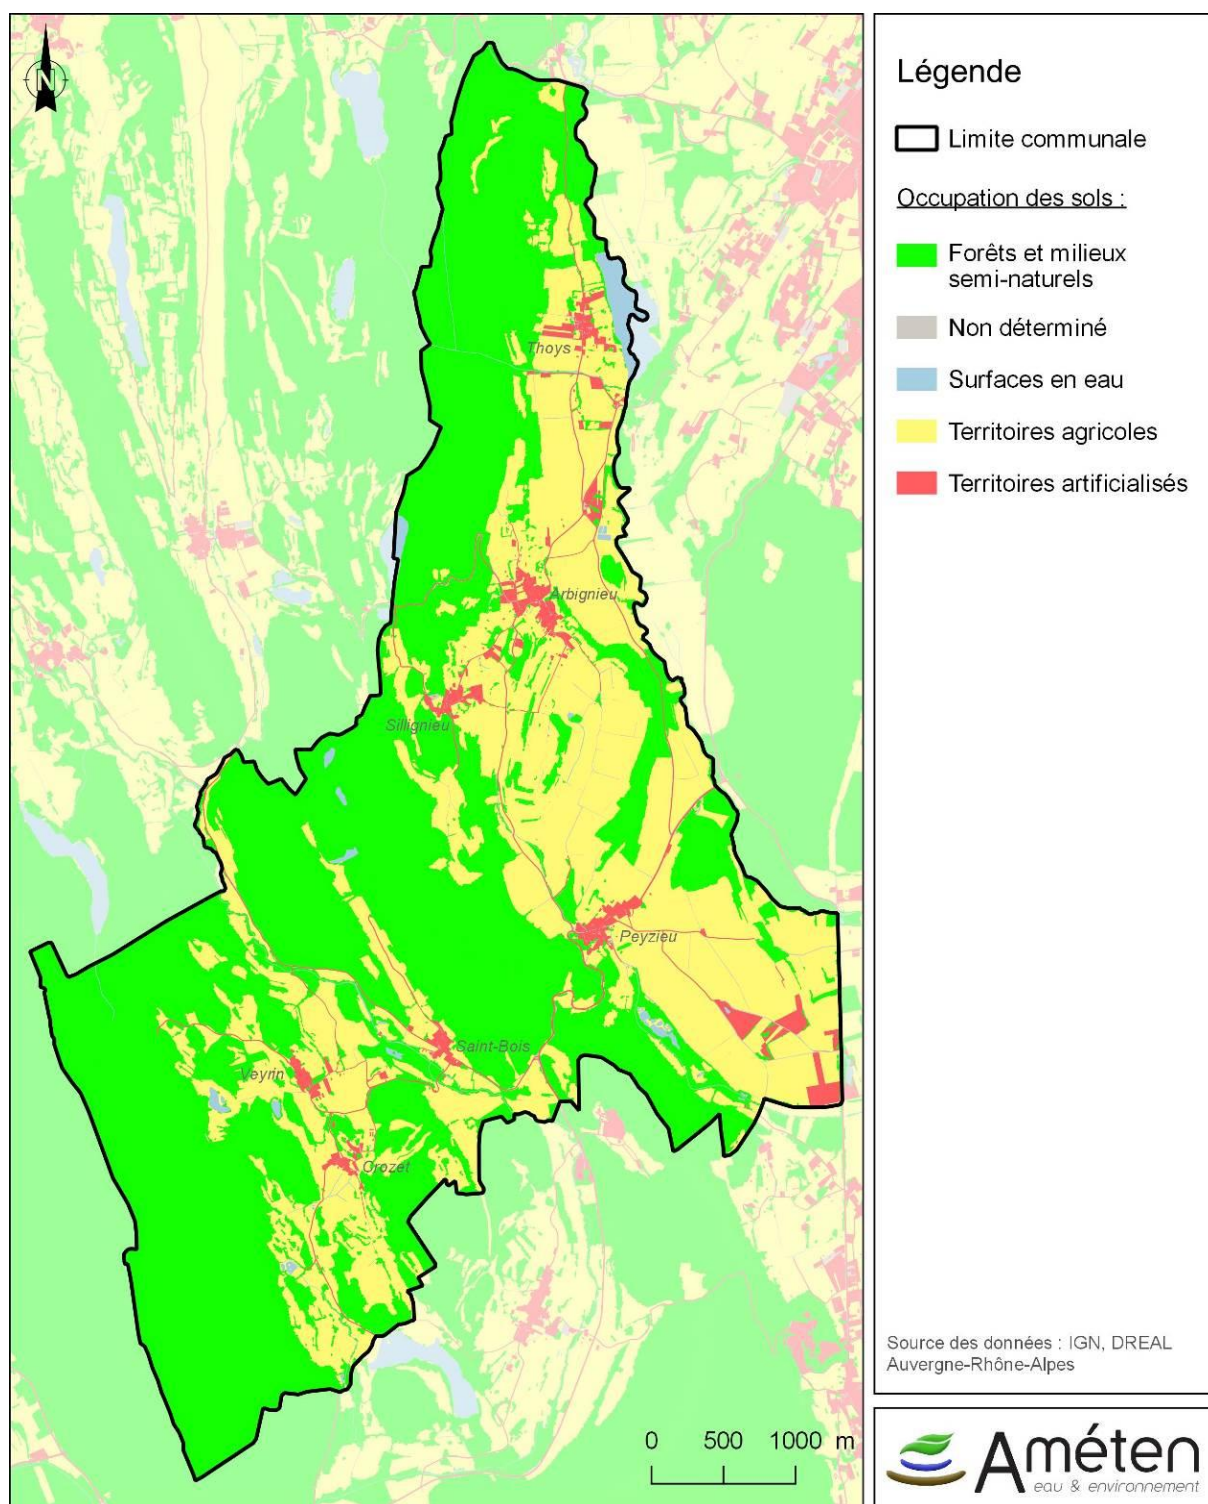 N
Thoys
Arbignieu
Sillignieu
Peyzieu
Saint-Bois
Veyrin
Crozet
0 500 1000 m
Légende
Limite communale
Occupation des sols :
Forêts et milieux
semi-naturels
Non déterminé
Surfaces en eau
Territoires agricoles
Territoires artificialisés
Source des données : IGN, DREAL
Auvergne-Rhône-Alpes
Améten
eau & environnement